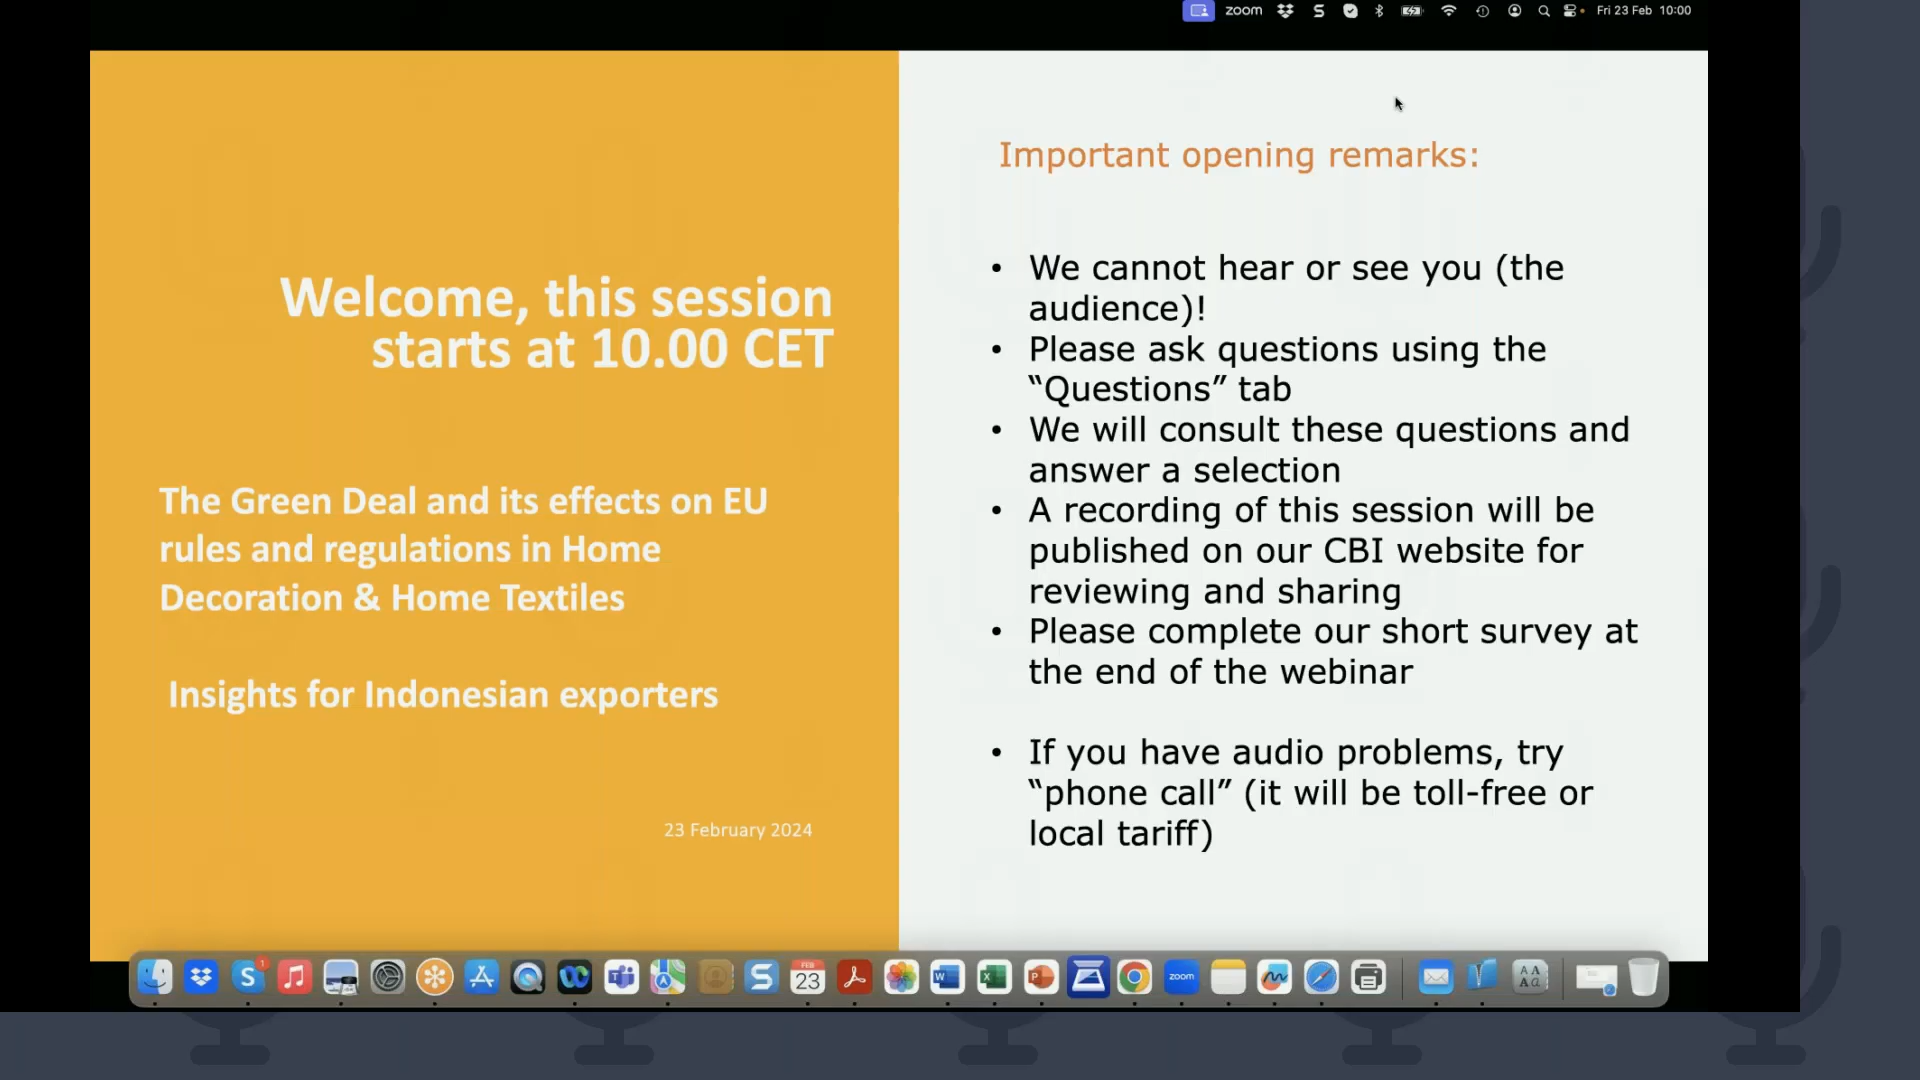 zoom
Fri 23 Feb 10:00
Welcome, this session
starts at 10.00 CET
The Green Deal and its effects on EU
rules and regulations in Home
Decoration & Home Textiles
Insights for Indonesian exporters
23 February 2024
Important opening remarks:
• We cannot hear or see you (the
audience)!
• Please ask questions using the
“Questions” tab
• We will consult these questions and
answer a selection
• A recording of this session will be
published on our CBI website for
reviewing and sharing
• Please complete our short survey at
the end of the webinar
• If you have audio problems, try
“phone call” (it will be toll-free or
local tariff)
FEB
23
zoom